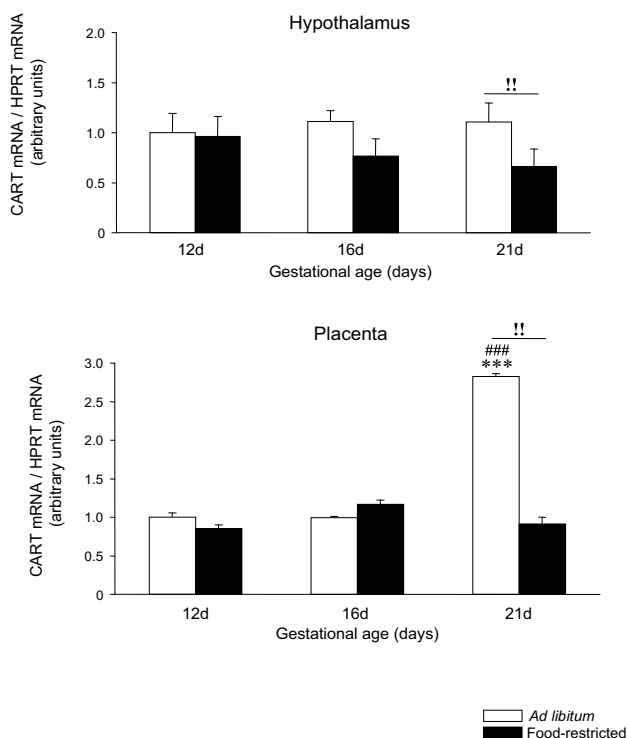 Hypothalamus
CART mRNA / HPRT mRNA
(arbitrary units)
2.0
1.5
1.0
0.5
0
!!
12d
16d
21d
Gestational age (days)
Placenta
CART mRNA / HPRT mRNA
(arbitrary units)
3.0
2.5
2.0
1.5
1.0
0.5
0
!!
###
***
12d
16d
21d
Gestational age (days)
Ad libitum
Food-restricted